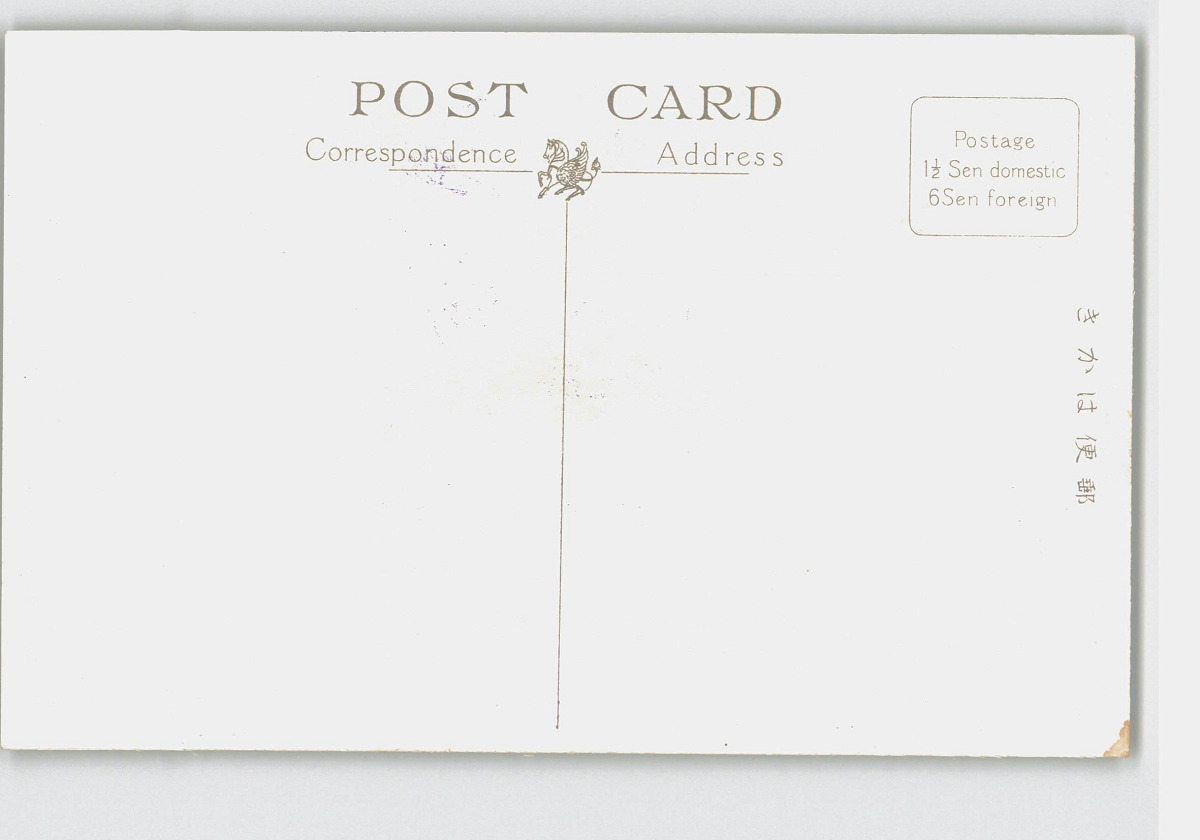 POST CARD
Correspondence Address
Postage
1½ Sen domestic
6Sen foreign
きかは便郵